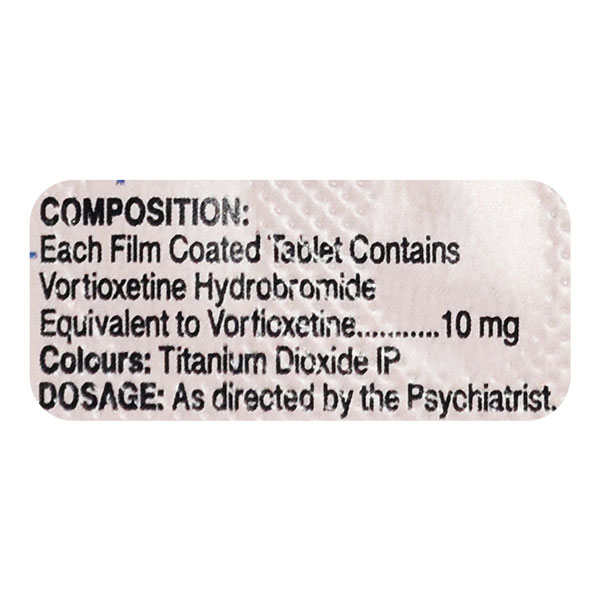 COMPOSITION:
Each Film Coated Tablet Contains
Vortioxetine Hydrobromide
Equivalent to Vortioxetine...........10 mg
Colours: Titanium Dioxide IP
DOSAGE: As directed by the Psychiatrist.